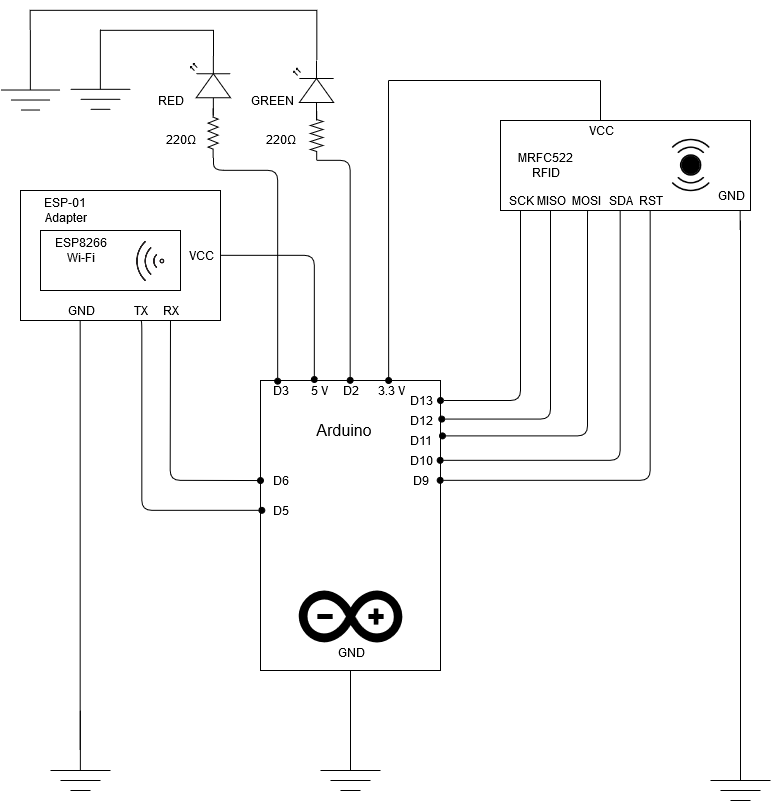 RED
GREEN
220Ω
220Ω
VCC
MRFC522
RFID
SCK MISO MOSI SDA RST
GND
ESP-01
Adapter
ESP8266
Wi-Fi
VCC
GND
TX
RX
D3
5 V
D2
3.3 V
Arduino
D13
D12
D11
D10
D9
D6
D5
GND